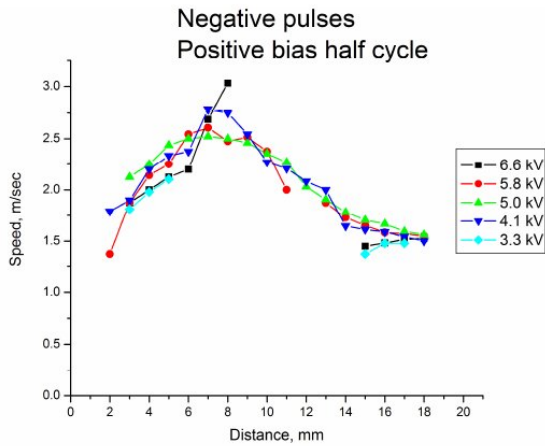 Negative pulses
Positive bias half cycle
Speed, m/sec
3.0
2.5
2.0
1.5
1.0
0.5
0.0
0 2 4 6 8 10 12 14 16 18 20
Distance, mm
6.6 kV
5.8 kV
5.0 kV
4.1 kV
3.3 kV